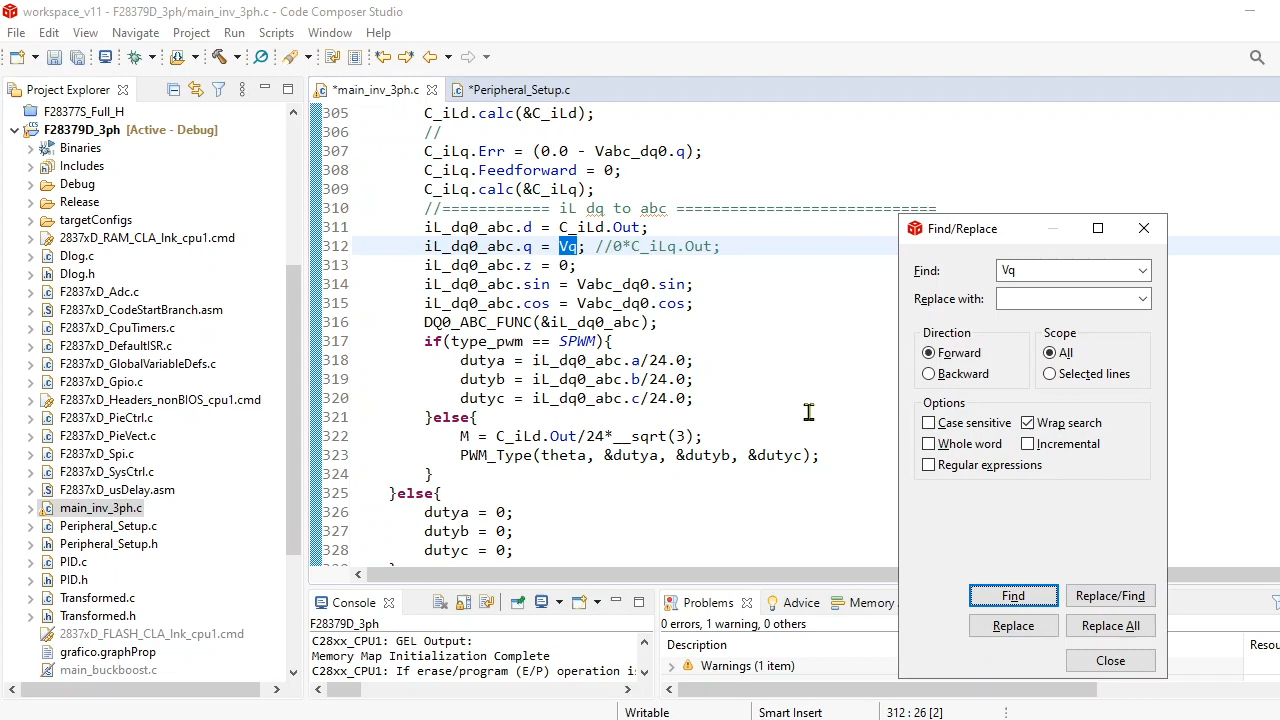 workspace_v11 - F28379D_3ph/main_inv_3ph.c - Code Composer Studio
File Edit View Navigate Project Run Scripts Window Help
Project Explorer
F28377S_Full_H
F28379D_3ph [Active - Debug]
Binaries
Includes
Debug
Release
targetConfigs
2837xD_RAM_CLA_lnk_cpu1.cmd
Dlog.c
Dlog.h
F2837xD_Adc.c
F2837xD_CodeStartBranch.asm
F2837xD_CpuTimers.c
F2837xD_DefaultISR.c
F2837xD_GlobalVariableDefs.c
F2837xD_Gpio.c
F2837xD_Headers_nonBIOS_cpu1.cmd
F2837xD_PieCtrl.c
F2837xD_PieVect.c
F2837xD_Spi.c
F2837xD_SysCtrl.c
F2837xD_usDelay.asm
main_inv_3ph.c
Peripheral_Setup.c
Peripheral_Setup.h
PID.c
PID.h
Transformed.c
Transformed.h
2837xD_FLASH_CLA_lnk_cpu1.cmd
grafico.graphProp
main_buckboost.c
*main_inv_3ph.c *Peripheral_Setup.c
305 C_iLd.calc(&C_iLd);
306 //
307 C_iLq.Err = (0.0 - Vabc_dq0.q);
308 C_iLq.Feedforward = 0;
309 C_iLq.calc(&C_iLq);
310 //============ iL dq to abc =============================
311 iL_dq0_abc.d = C_iLd.Out;
312 iL_dq0_abc.q = Vq; //0*C_iLq.Out;
313 iL_dq0_abc.z = 0;
314 iL_dq0_abc.sin = Vabc_dq0.sin;
315 iL_dq0_abc.cos = Vabc_dq0.cos;
316 DQ0_ABC_FUNC(&iL_dq0_abc);
317 if(type_pwm == SPWM){
318 dutya = iL_dq0_abc.a/24.0;
319 dutyb = iL_dq0_abc.b/24.0;
320 dutyc = iL_dq0_abc.c/24.0;
321 }else{
322 M = C_iLd.Out/24*__sqrt(3);
323 PWM_Type(theta, &dutya, &dutyb, &dutyc);
324 }
325 }else{
326 dutya = 0;
327 dutyb = 0;
328 dutyc = 0;
Find/Replace
Find: Vq
Replace with:
Direction
Forward
Backward
Scope
All
Selected lines
Options
Case sensitive Wrap search
Whole word Incremental
Regular expressions
Find Replace/Find
Replace Replace All
Close
Console
F28379D_3ph
C28xx_CPU1: GEL Output:
Memory Map Initialization Complete
C28xx_CPU1: If erase/program (E/P) operation
Problems Advice Memory
0 errors, 1 warning, 0 others
Description
Warnings (1 item)
Writable Smart Insert 312 : 26 [2]